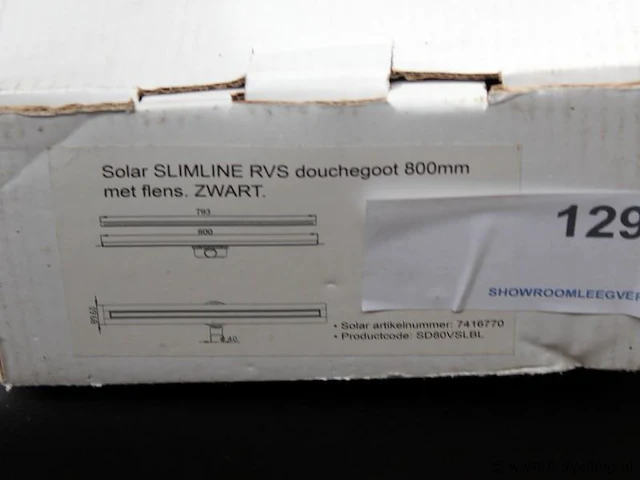 Solar SLIMLINE RVS douchegoot 800mm
met flens. ZWART.
793
800
129
SHOWROOMLEEGVER
• Solar artikelnummer: 7416770
• Productcode: SD80VSLBL